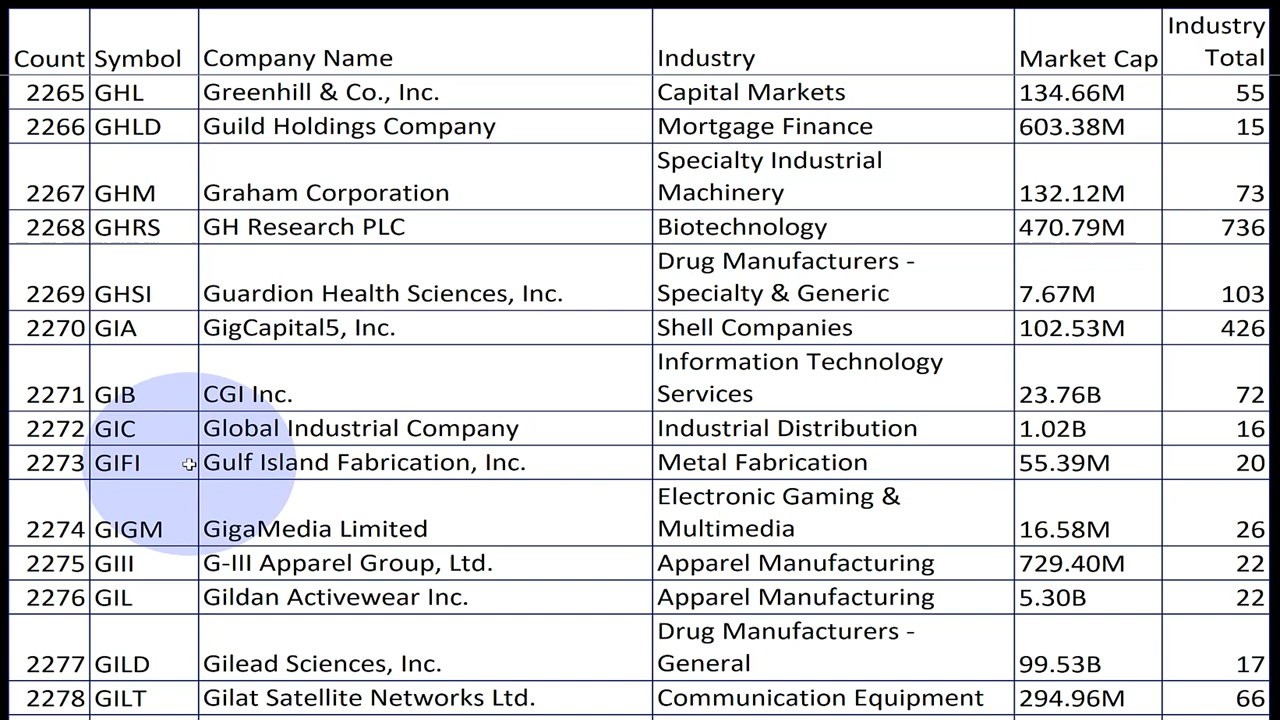 Count Symbol Company Name Industry Market Cap Industry Total
2265 GHL Greenhill & Co., Inc. Capital Markets 134.66M 55
2266 GHLD Guild Holdings Company Mortgage Finance 603.38M 15
2267 GHM Graham Corporation Specialty Industrial Machinery 132.12M 73
2268 GHRS GH Research PLC Biotechnology 470.79M 736
2269 GHSI Guardion Health Sciences, Inc. Drug Manufacturers - Specialty & Generic 7.67M 103
2270 GIA GigCapital5, Inc. Shell Companies 102.53M 426
2271 GIB CGI Inc. Information Technology Services 23.76B 72
2272 GIC Global Industrial Company Industrial Distribution 1.02B 16
2273 GIFI Gulf Island Fabrication, Inc. Metal Fabrication 55.39M 20
2274 GIGM GigaMedia Limited Electronic Gaming & Multimedia 16.58M 26
2275 GIII G-III Apparel Group, Ltd. Apparel Manufacturing 729.40M 22
2276 GIL Gildan Activewear Inc. Apparel Manufacturing 5.30B 22
2277 GILD Gilead Sciences, Inc. Drug Manufacturers - General 99.53B 17
2278 GILT Gilat Satellite Networks Ltd. Communication Equipment 294.96M 66